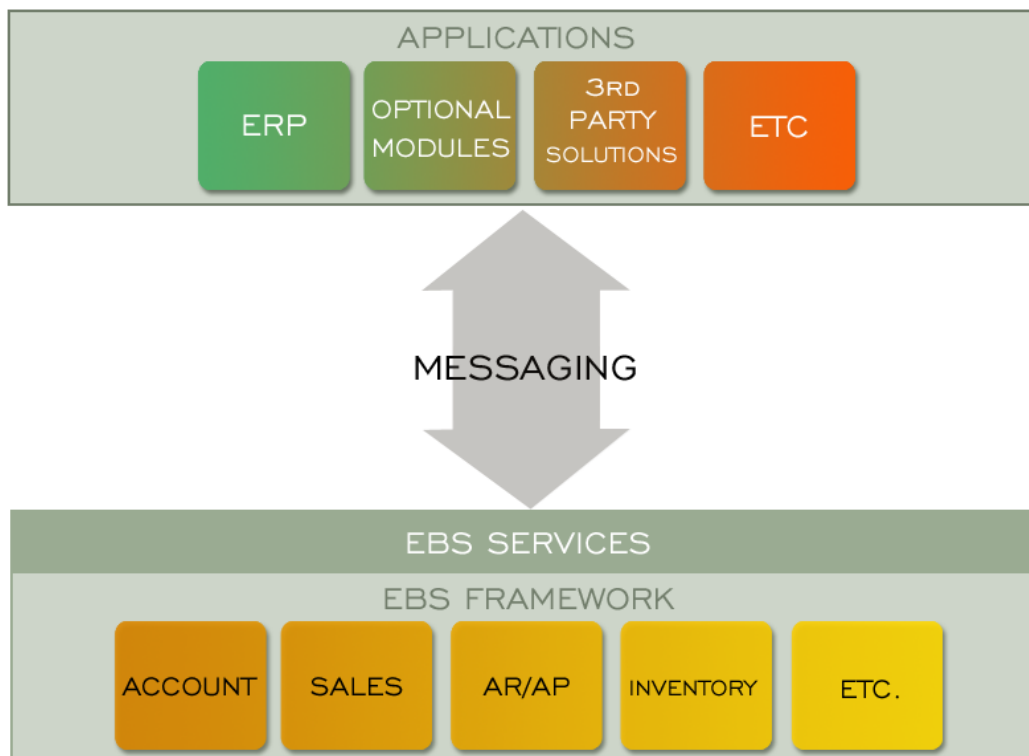 APPLICATIONS
ERP
OPTIONAL
MODULES
3RD
PARTY
SOLUTIONS
ETC
MESSAGING
EBS SERVICES
EBS FRAMEWORK
ACCOUNT
SALES
AR/AP
INVENTORY
ETC.